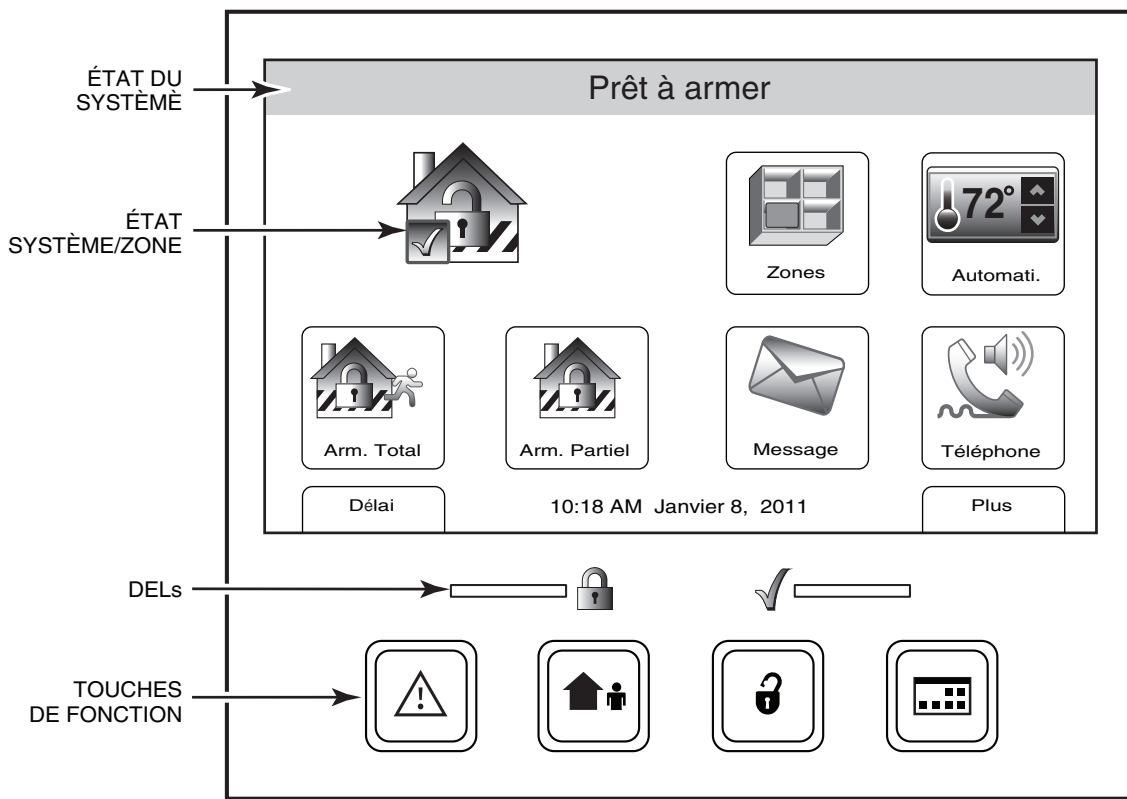 ÉTAT DU
SYSTÈMÈ
Prêt à armer
ÉTAT
SYSTÈME/ZONE
72°
Zones
Automati.
Arm. Total
Arm. Partiel
Message
Téléphone
Délai
10:18 AM Janvier 8, 2011
Plus
DELs
TOUCHES
DE FONCTION